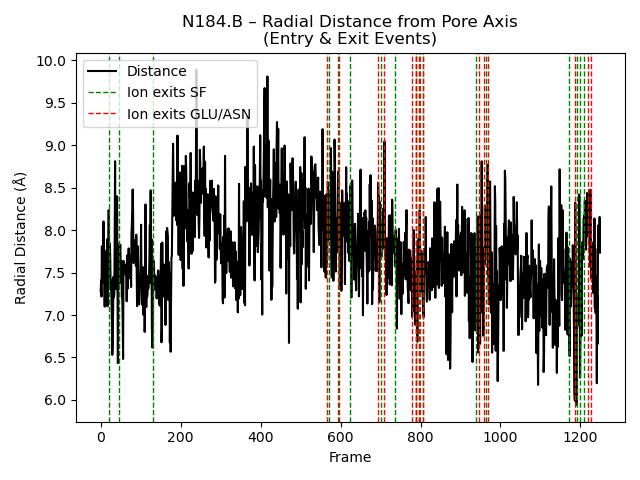 N184.B – Radial Distance from Pore Axis
(Entry & Exit Events)
Distance
Ion exits SF
Ion exits GLU/ASN
Radial Distance (Å)
10.0
9.5
9.0
8.5
8.0
7.5
7.0
6.5
6.0
0 200 400 600 800 1000 1200
Frame